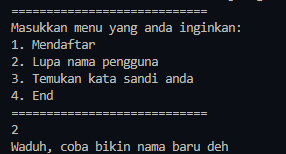 ============================
Masukkan menu yang anda inginkan:
1. Mendaftar
2. Lupa nama pengguna
3. Temukan kata sandi anda
4. End
============================
2
Waduh, coba bikin nama baru deh